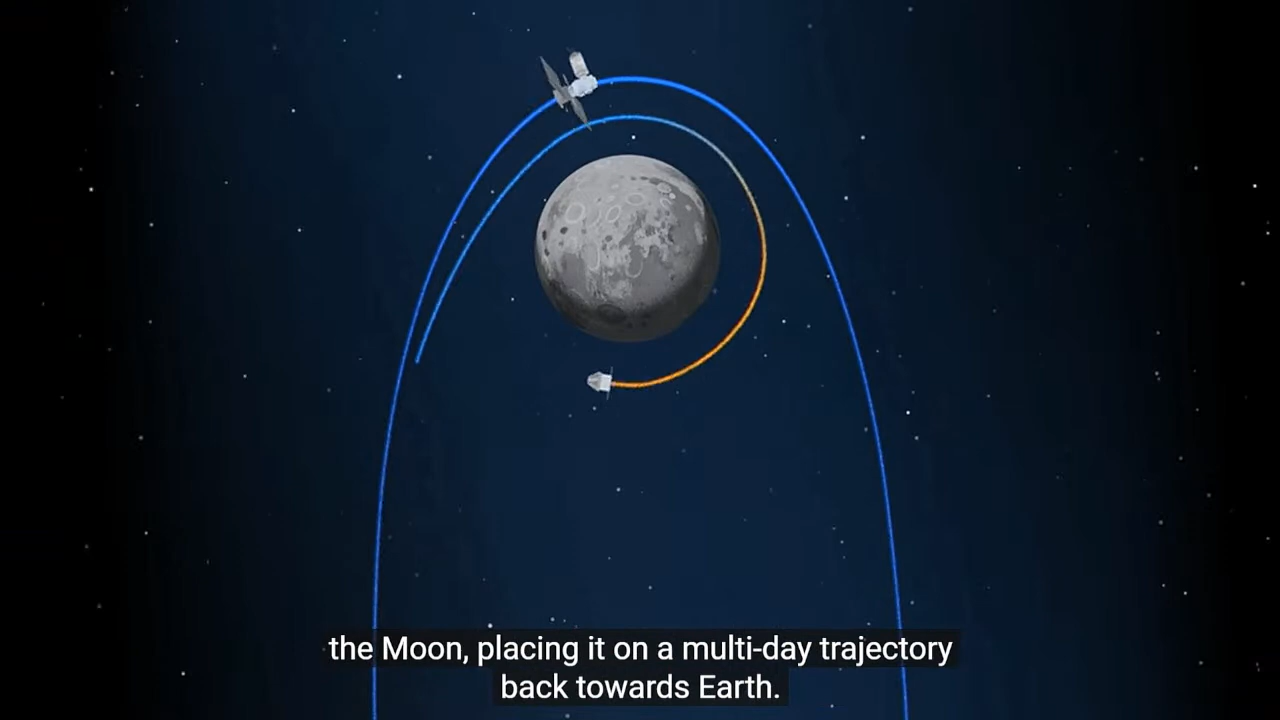 the Moon, placing it on a multi-day trajectory
back towards Earth.